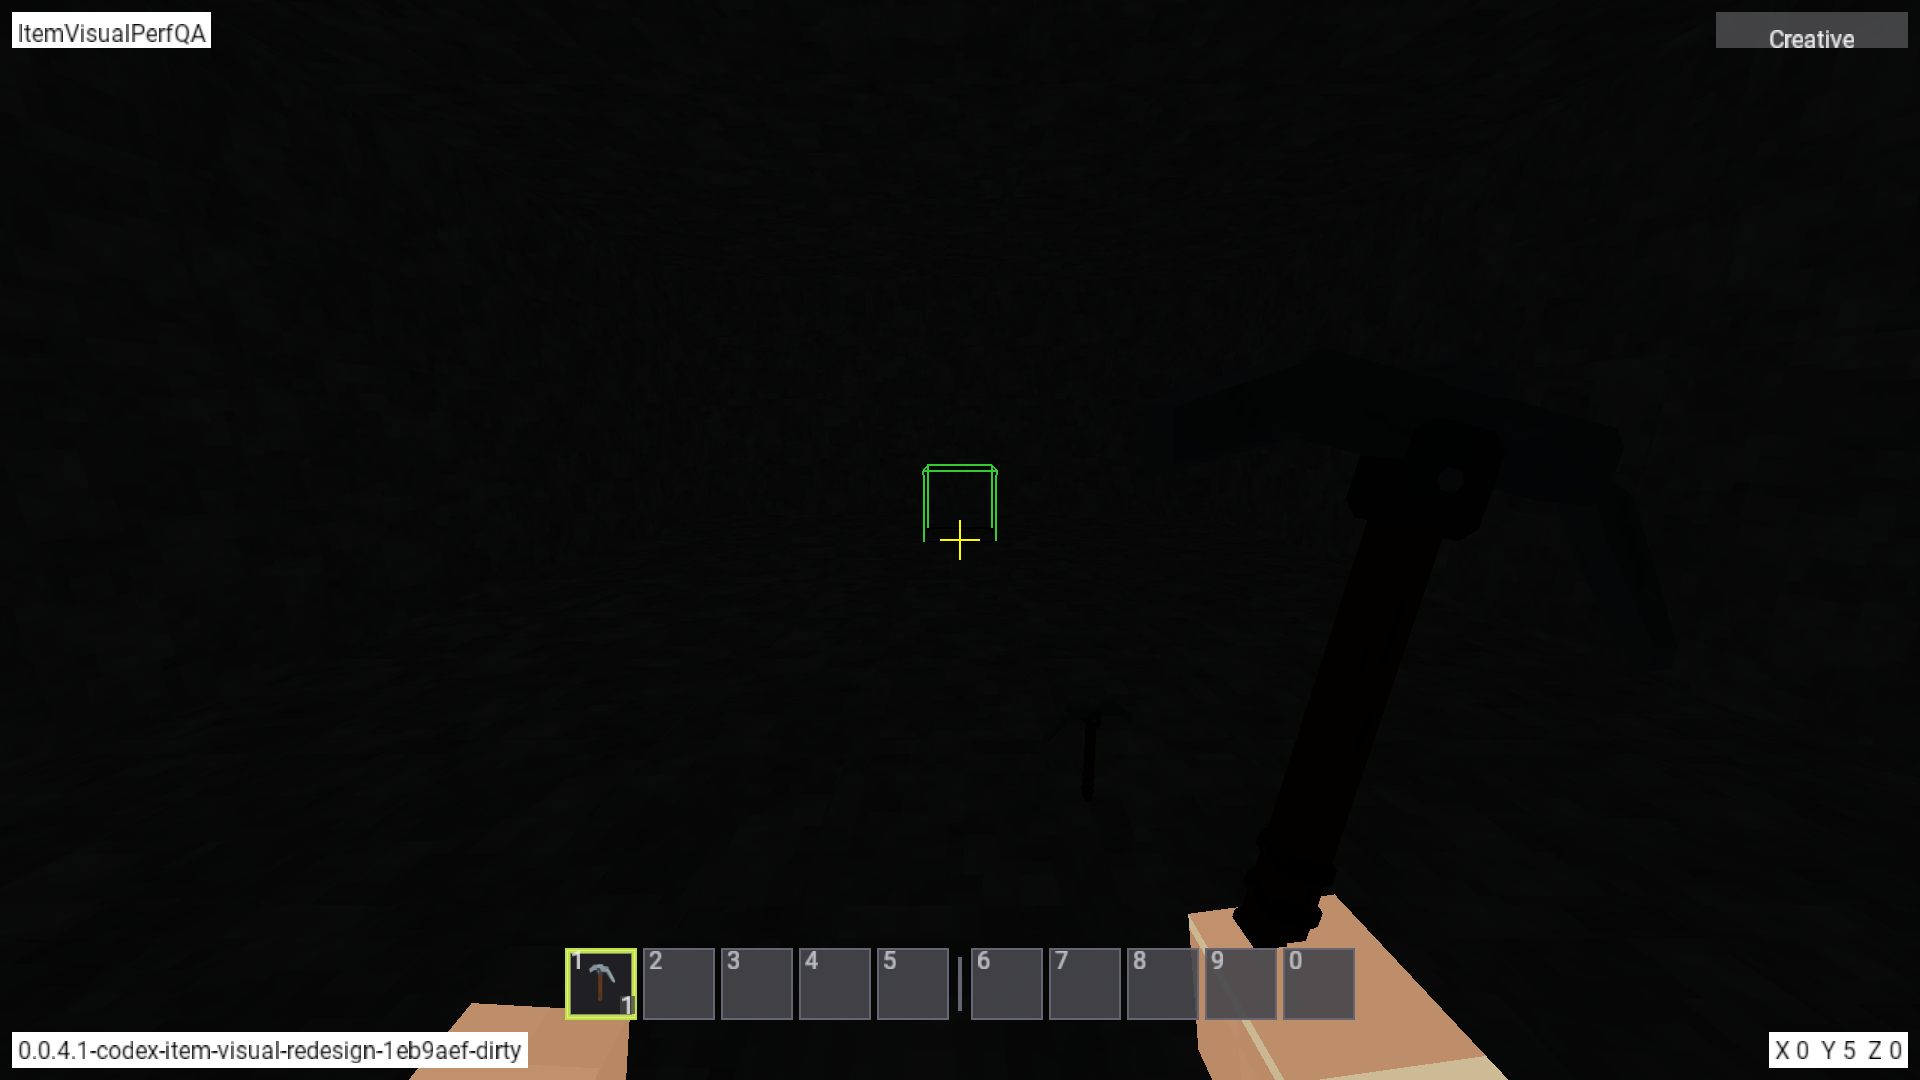 ItemVisualPerfQA
Creative
1 2 3 4 5 6 7 8 9 0
1
0.0.4.1-codex-item-visual-redesign-1eb9aef-dirty
X 0 Y 5 Z 0